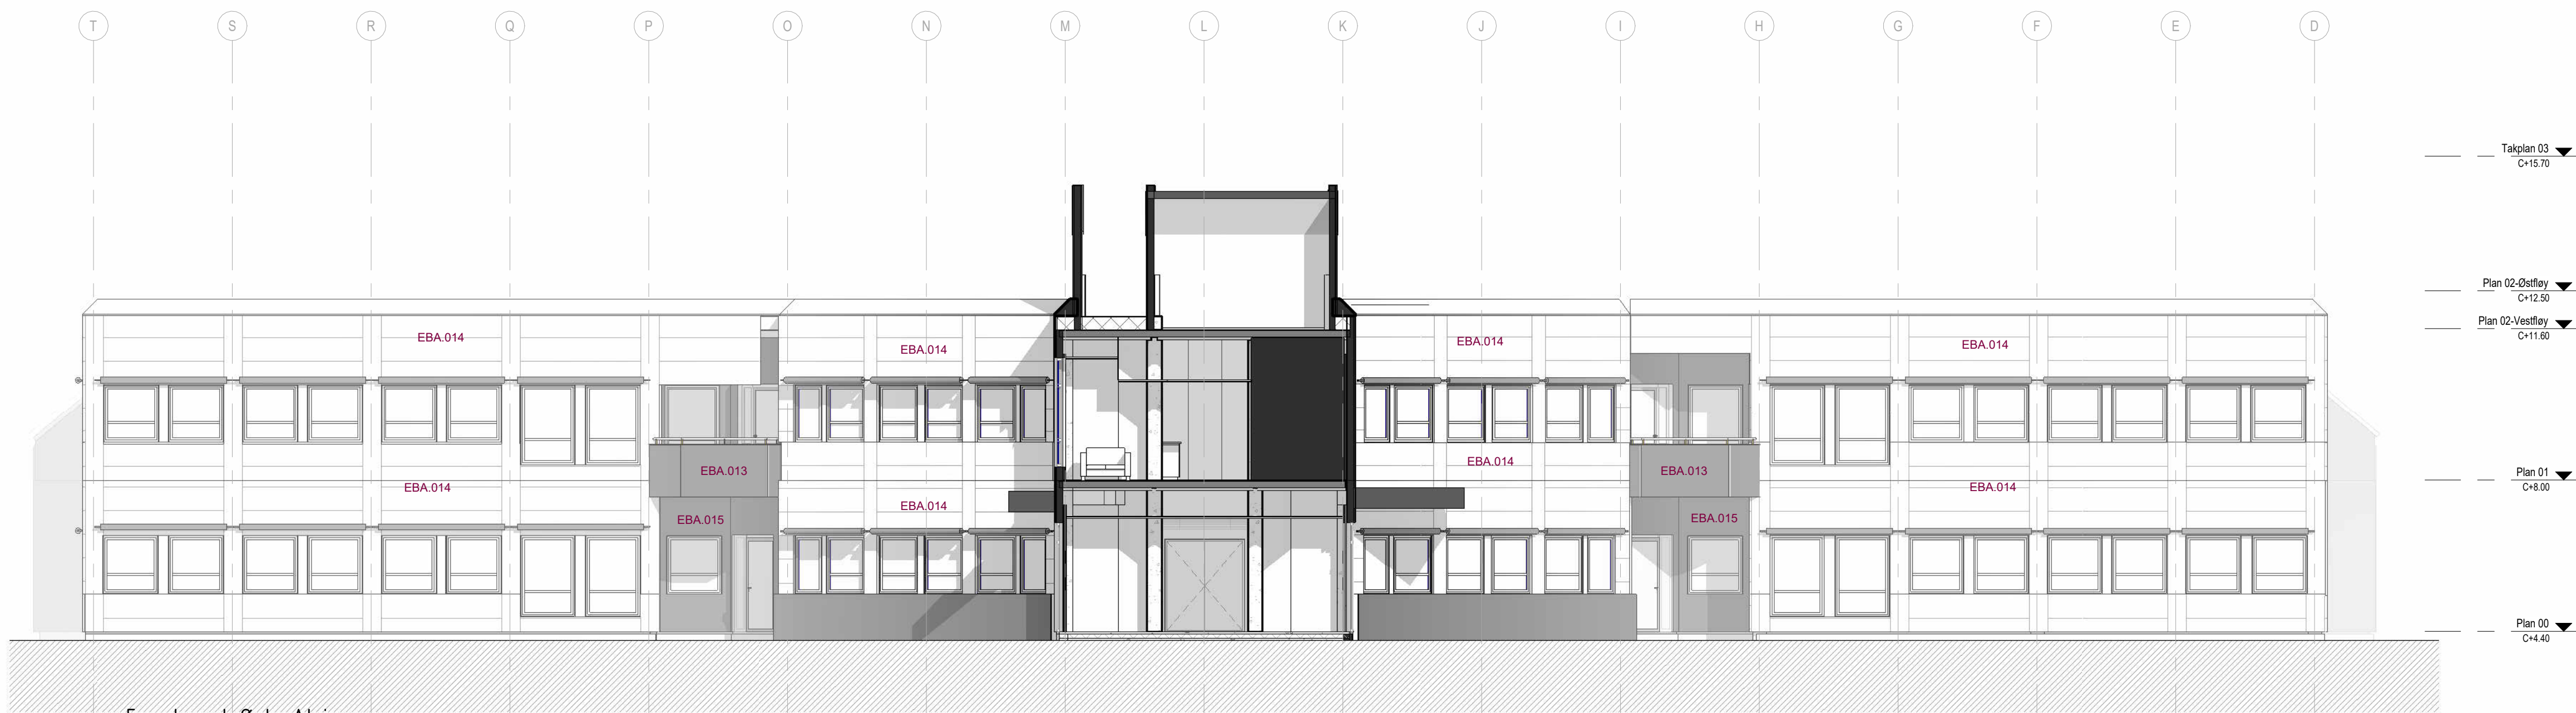 T S R Q P O N M L K J I H G F E D
Takplan 03
C+15.70
Plan 02-Østfløy
C+12.50
Plan 02-Vestfløy
C+11.60
EBA.014 EBA.014 EBA.014 EBA.014
EBA.013 EBA.014 EBA.013
Plan 01
C+8.00
EBA.014 EBA.014 EBA.014
EBA.015 EBA.015
Plan 00
C+4.40